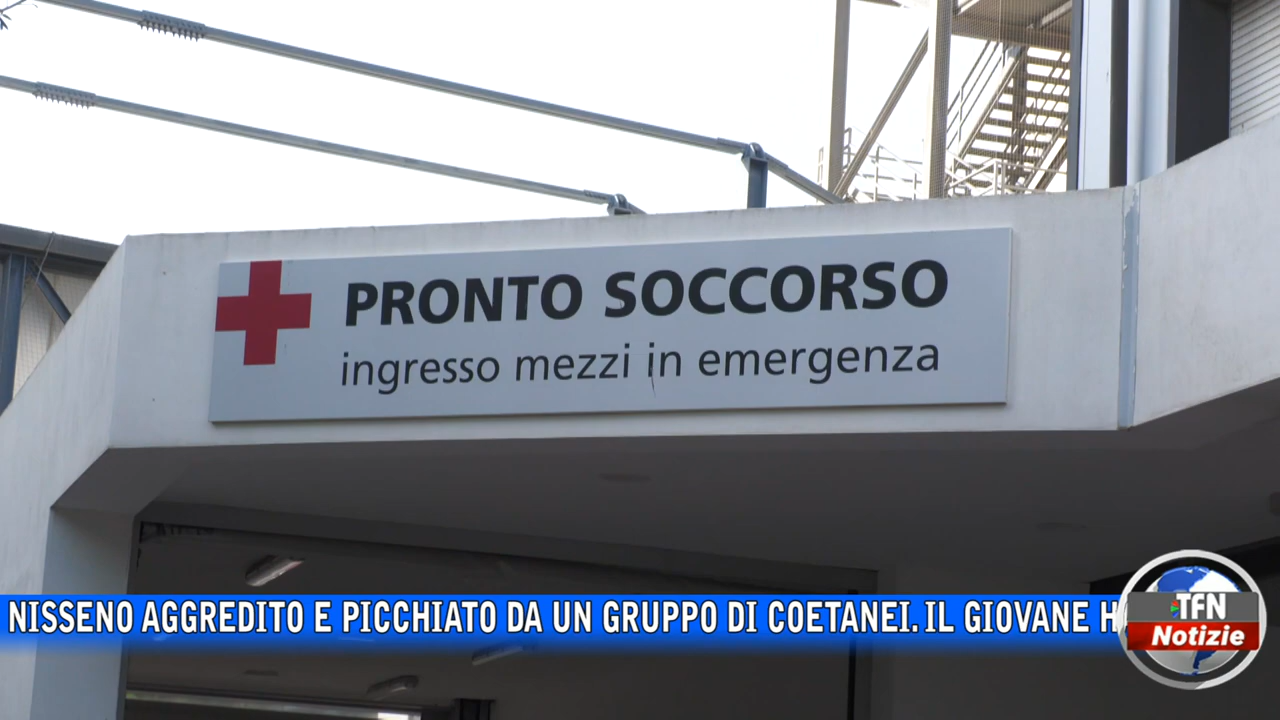 PRONTO SOCCORSO
ingresso mezzi in emergenza
NISSENO AGGREDITO E PICCHIATO DA UN GRUPPO DI COETANEI. IL GIOVANE H
TFN
Notizie